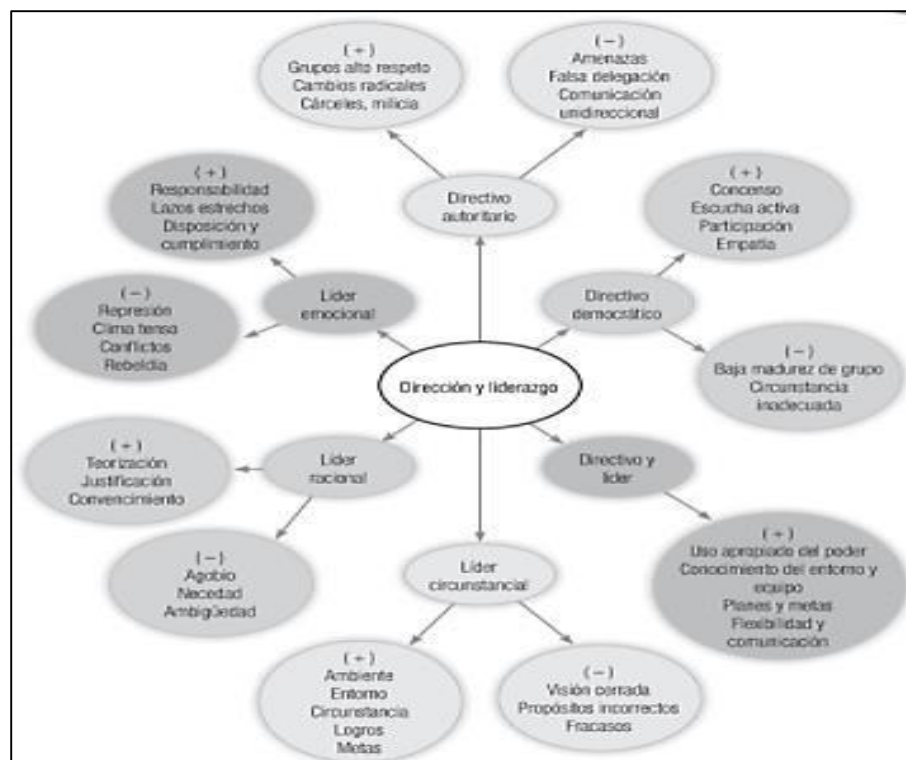 (+)
Grupos alto respeto
Cambios radicales
Cárceles, milicia
(−)
Amenazas
Falsa delegación
Comunicación
unidireccional
Directivo
autoritario
(+)
Responsabilidad
Lazos estrechos
Disposición y
cumplimiento
(−)
Represión
Clima tenso
Conflictos
Rebeldía
Líder
emocional
(+)
Concenso
Escucha activa
Participación
Empatía
Directivo
democrático
(−)
Baja madurez de grupo
Circunstancia
inadecuada
Dirección y liderazgo
(+)
Teorización
Justificación
Convencimiento
Líder
racional
(−)
Agobio
Necedad
Ambigüedad
Directivo y
líder
(+)
Uso apropiado del poder
Conocimiento del entorno y
equipo
Planes y metas
Flexibilidad y
comunicación
Líder
circunstancial
(+)
Ambiente
Entorno
Circunstancia
Logros
Metas
(−)
Visión cerrada
Propósitos incorrectos
Fracasos